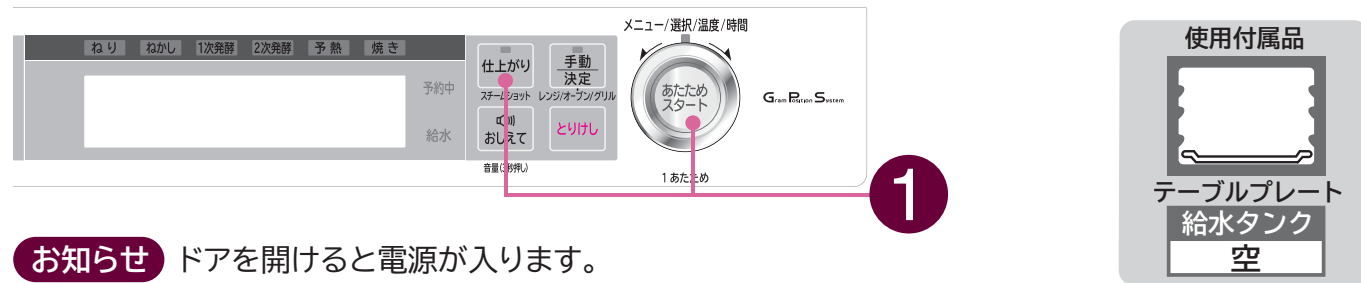 メニュー/選択/温度/時間
ねり ねかし 1次発酵 2次発酵 予熱 焼き
予約中
給水
仕上がり
手動
決定
スチームショット レンジ/オーブン/グリル
おしえて
とりけし
音量(3秒押し)
あたため
スタート
1 あたため
Gram Position System
1
お知らせ ドアを開けると電源が入ります。
使用付属品
テーブルプレート
給水タンク
空